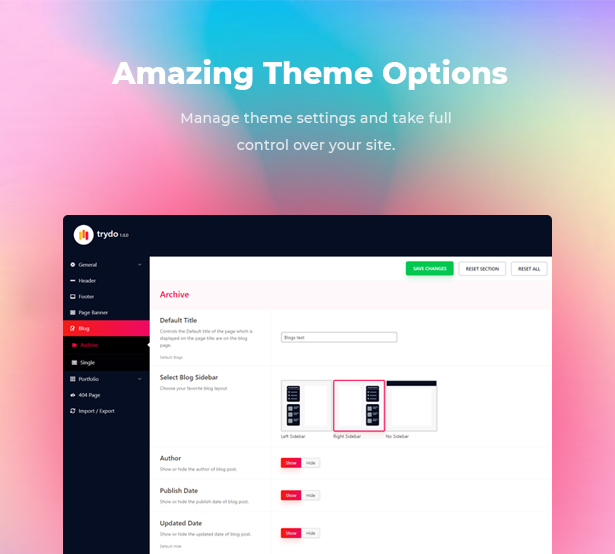 Amazing Theme Options
Manage theme settings and take full
control over your site.
trydo 1.0.0
General
Header
Footer
Page Banner
Blog
Archive
Single
Portfolio
404 Page
Import / Export
SAVE CHANGES
RESET SECTION
RESET ALL
Archive
Default Title
Controls the Default title of the page which is
displayed on the page title are on the blog
page.
Default Blogs
Blogs text
Select Blog Sidebar
Choose your favorite blog layout
Left Sidebar
Right Sidebar
No Sidebar
Author
Show or hide the author of blog post.
Show
Hide
Publish Date
Show or hide the publish date of blog post.
Show
Hide
Updated Date
Show or hide the updated date of blog post.
Default Hide
Show
Hide